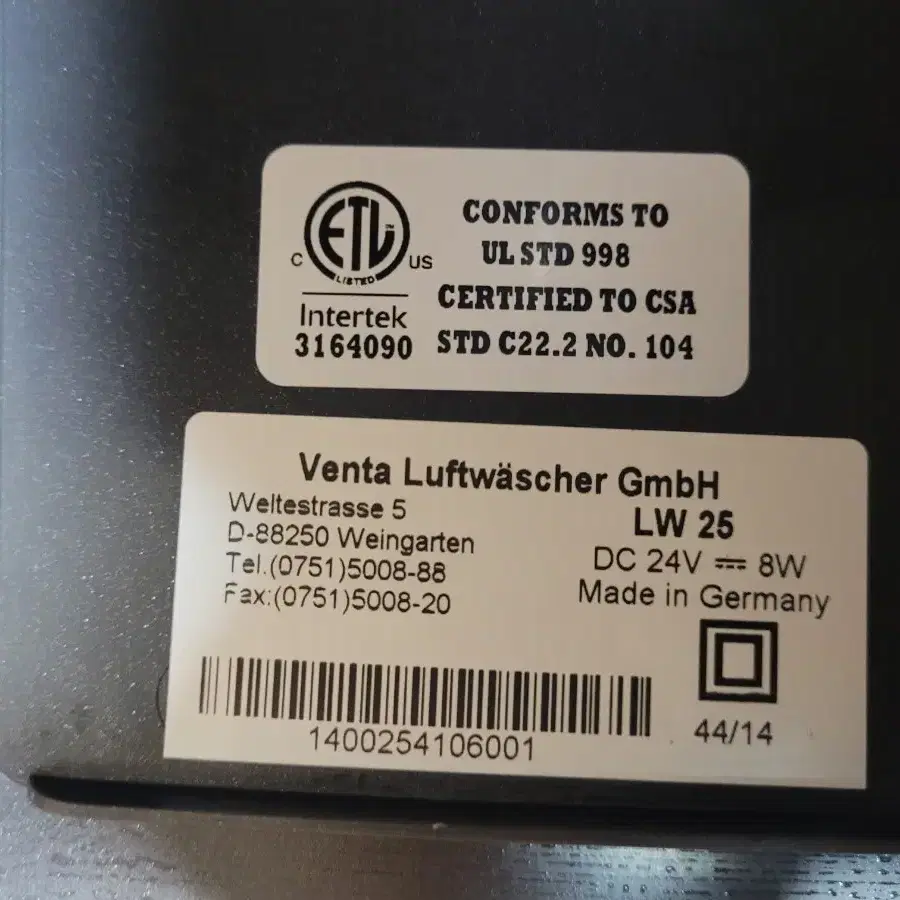 ETL
LISTED
C US
Intertek
3164090
CONFORMS TO
UL STD 998
CERTIFIED TO CSA
STD C22.2 NO. 104
Venta Luftwäscher GmbH
Weltestrasse 5
D-88250 Weingarten
Tel.(0751)5008-88
Fax:(0751)5008-20
LW 25
DC 24V ⎓ 8W
Made in Germany
1400254106001
44/14